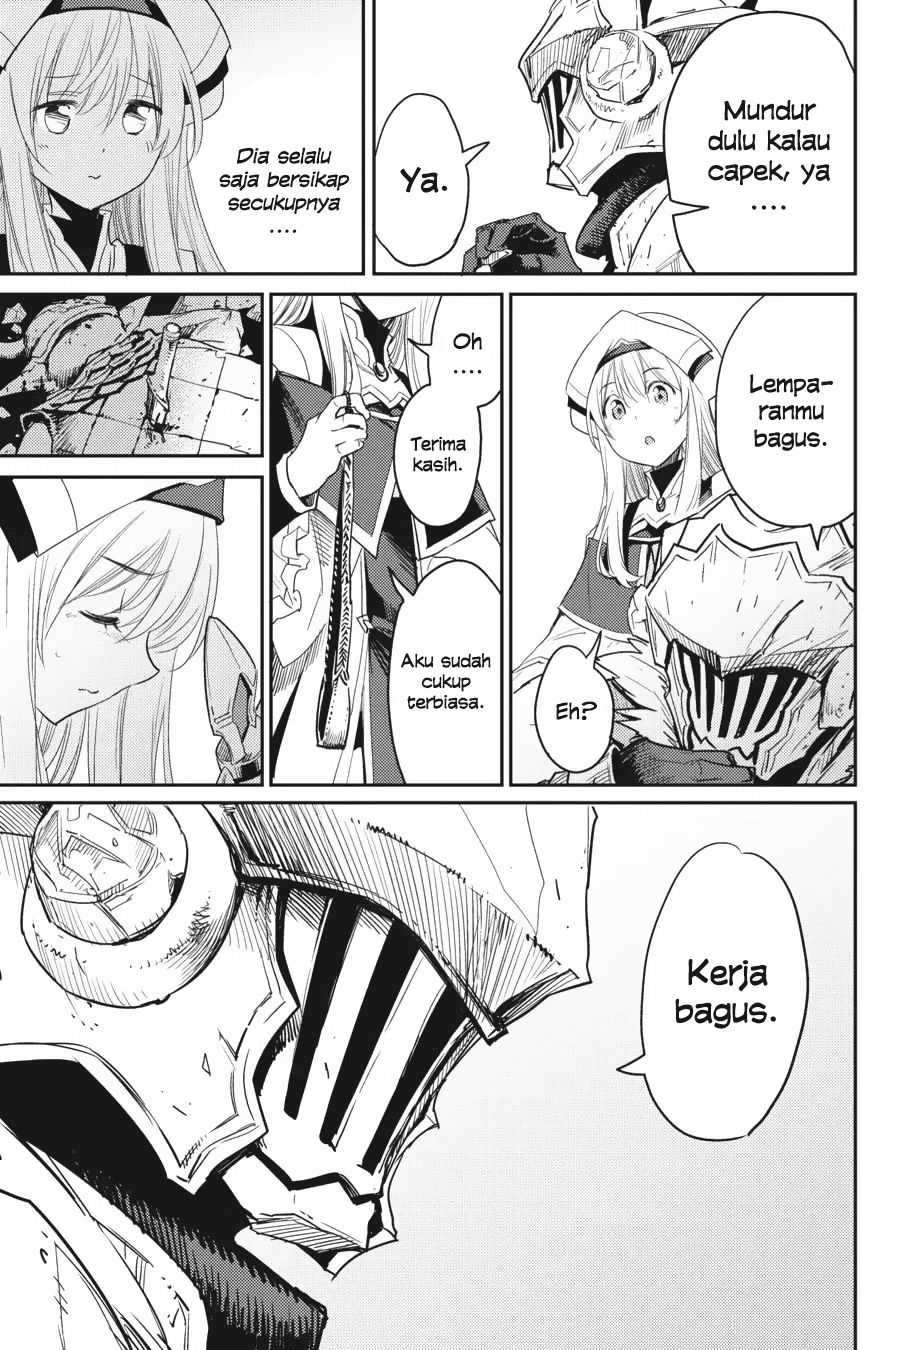 Mundur
dulu kalau
capek, ya
....
Ya.
Dia selalu
saja bersikap
secukupnya
....
Lempa-
ranmu
bagus.
Eh?
Oh
....
Terima
kasih.
Aku sudah
cukup
terbiasa.
Kerja
bagus.